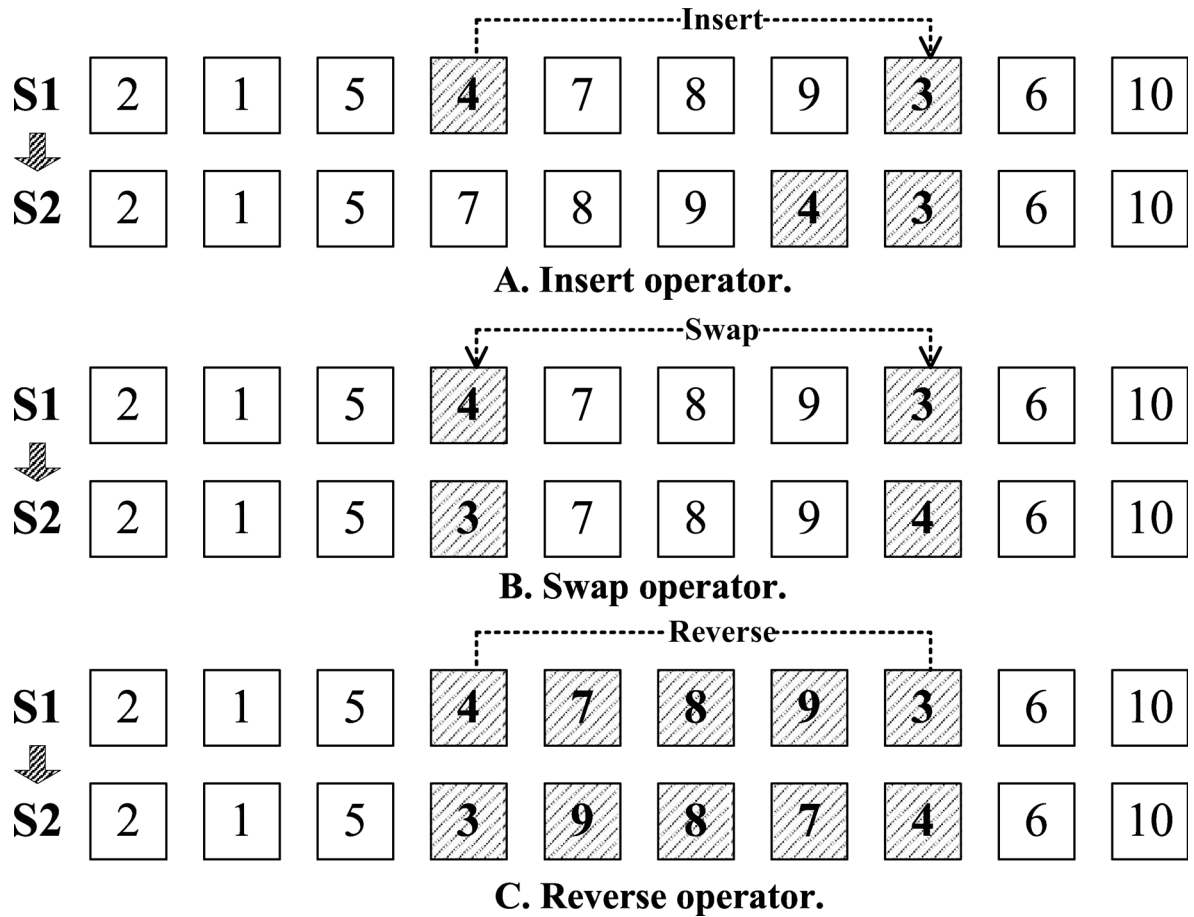 Insert
S1 2 1 5 4 7 8 9 3 6 10
S2 2 1 5 7 8 9 4 3 6 10
A. Insert operator.
Swap
S1 2 1 5 4 7 8 9 3 6 10
S2 2 1 5 3 7 8 9 4 6 10
B. Swap operator.
Reverse
S1 2 1 5 4 7 8 9 3 6 10
S2 2 1 5 3 9 8 7 4 6 10
C. Reverse operator.